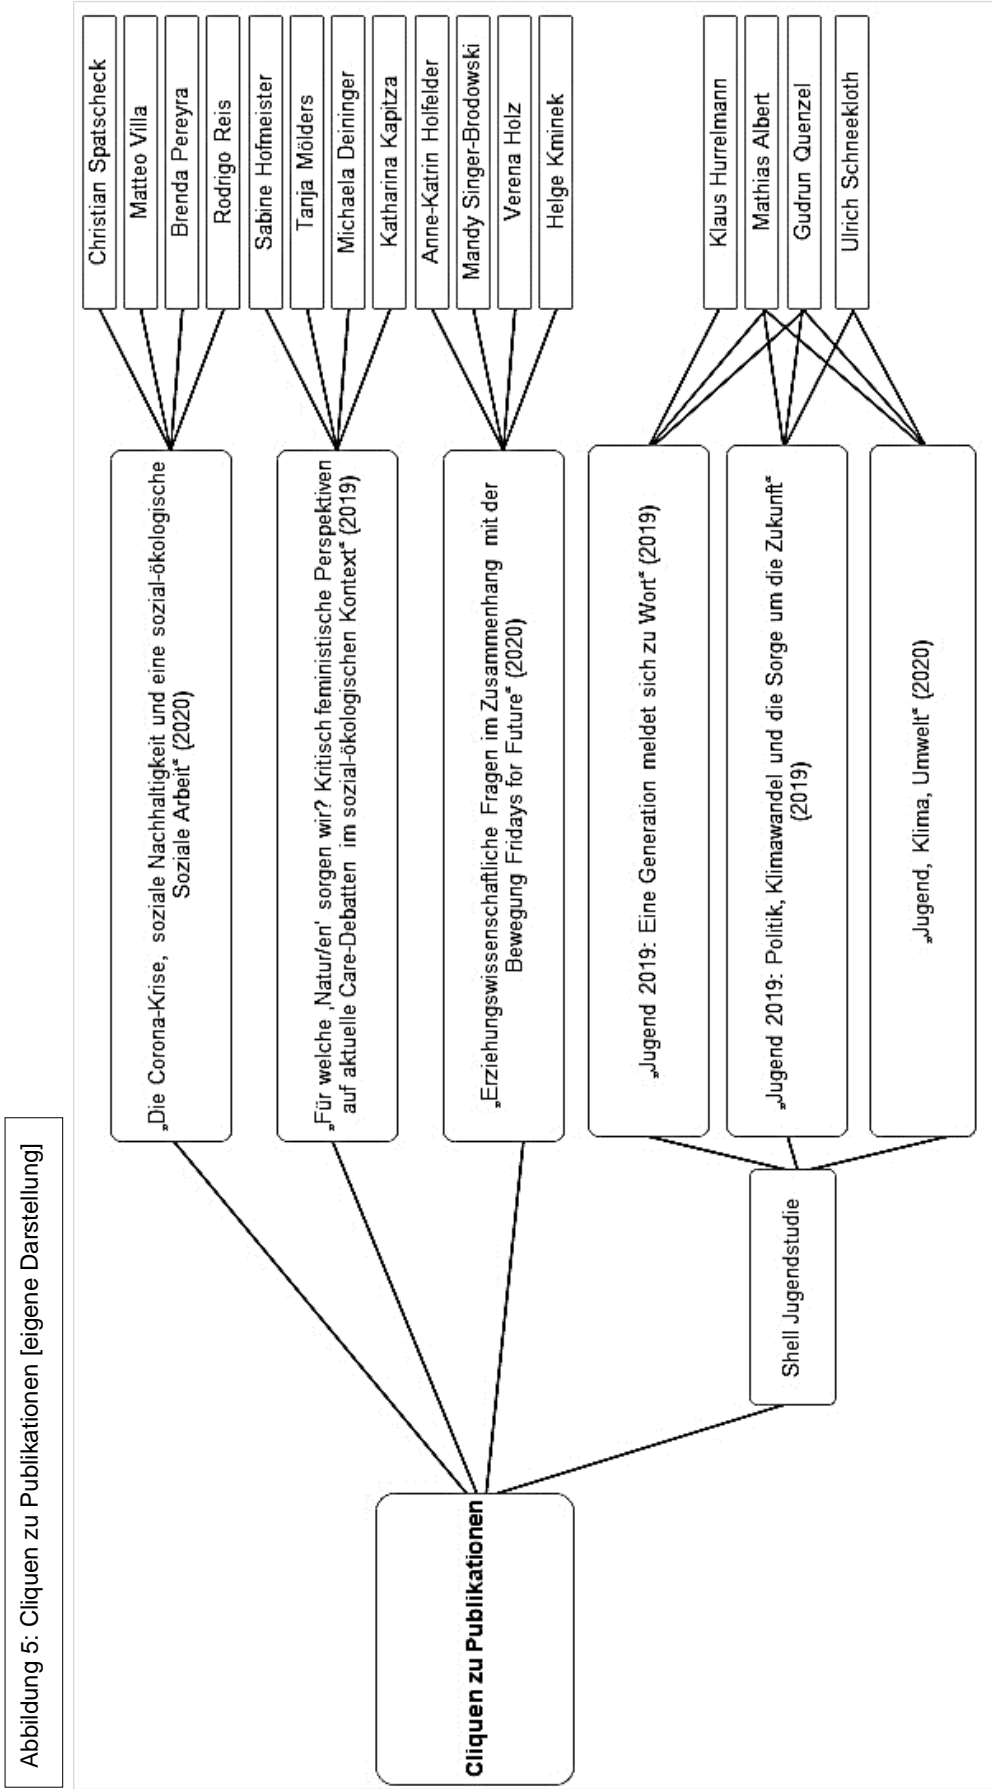 Abbildung 5: Cliquen zu Publikationen [eigene Darstellung]
Cliquen zu Publikationen
„Die Corona-Krise, soziale Nachhaltigkeit und eine sozial-ökologische
Soziale Arbeit“ (2020)
Christian Spatscheck
Matteo Villa
Brenda Pereyra
Rodrigo Reis
„Für welche ‚Natur/en‘ sorgen wir? Kritisch feministische Perspektiven
auf aktuelle Care-Debatten im sozial-ökologischen Kontext“ (2019)
Sabine Hofmeister
Tanja Mölders
Michaela Deininger
Katharina Kapitza
„Erziehungswissenschaftliche Fragen im Zusammenhang mit der
Bewegung Fridays for Future“ (2020)
Anne-Katrin Holfelder
Mandy Singer-Brodowski
Verena Holz
Helge Kminek
Shell Jugendstudie
„Jugend 2019: Eine Generation meldet sich zu Wort“ (2019)
„Jugend 2019: Politik, Klimawandel und die Sorge um die Zukunft“
(2019)
„Jugend, Klima, Umwelt“ (2020)
Klaus Hurrelmann
Mathias Albert
Gudrun Quenzel
Ulrich Schneekloth